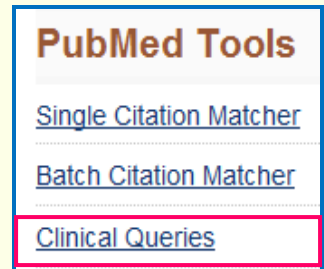 PubMed Tools
Single Citation Matcher
Batch Citation Matcher
Clinical Queries